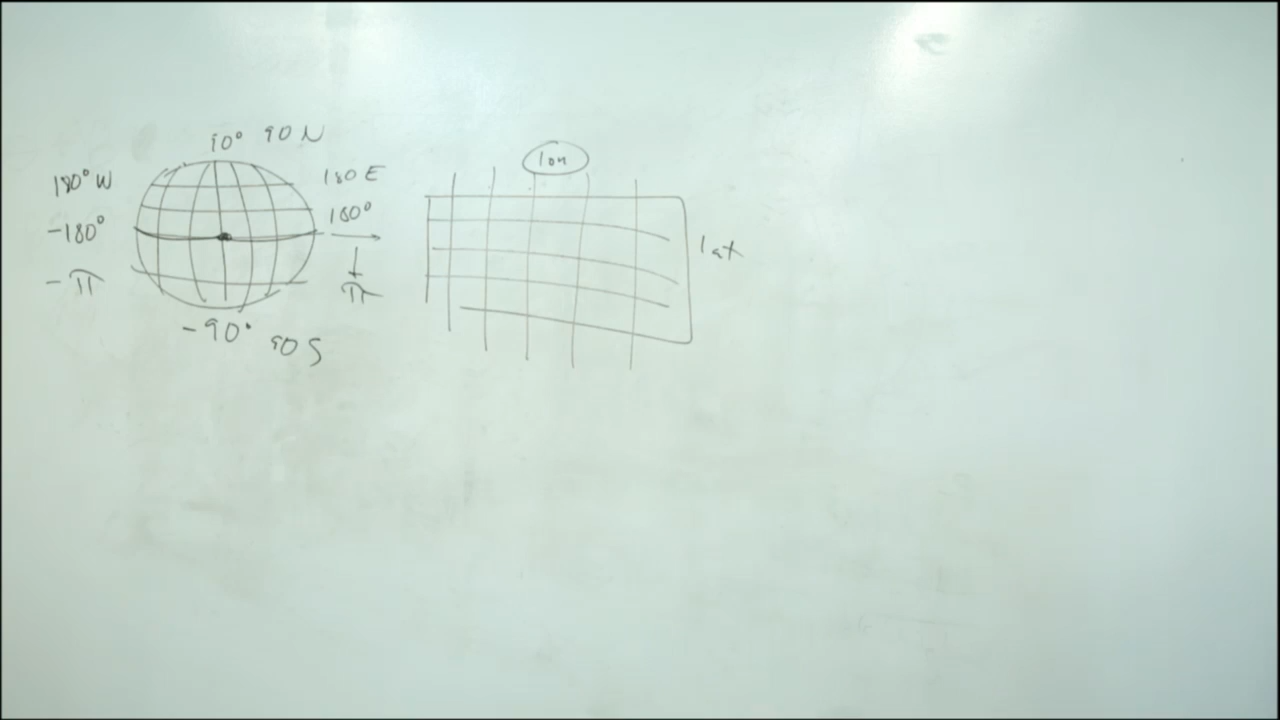 90° 90 N
180° W
180 E
-180°
180°
- π
π
-90° 90 S
lon
lat